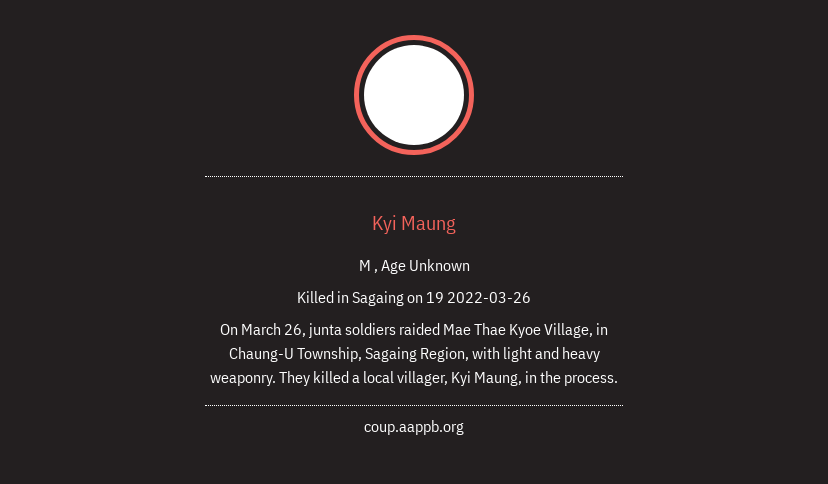 Kyi Maung
M , Age Unknown
Killed in Sagaing on 19 2022-03-26
On March 26, junta soldiers raided Mae Thae Kyoe Village, in
Chaung-U Township, Sagaing Region, with light and heavy
weaponry. They killed a local villager, Kyi Maung, in the process.
coup.aappb.org